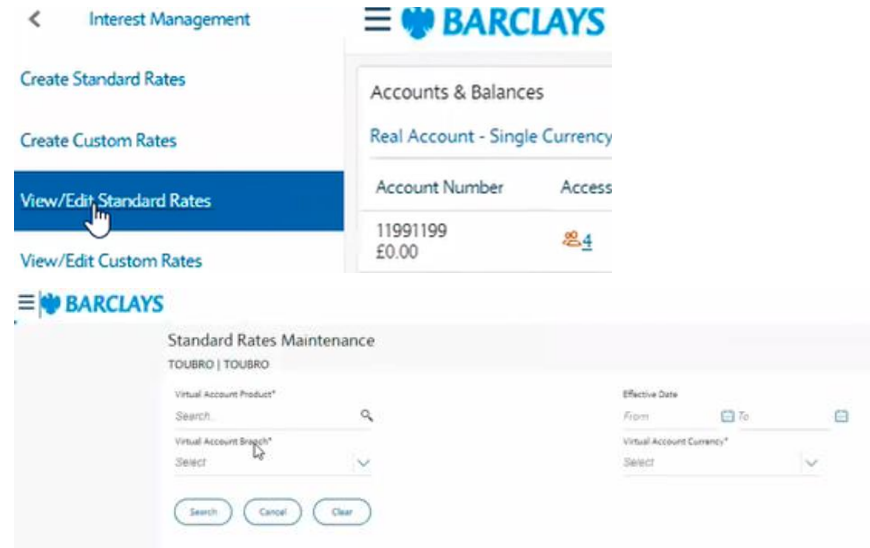 Interest Management
Create Standard Rates
Create Custom Rates
View/Edit Standard Rates
View/Edit Custom Rates
BARCLAYS
Accounts & Balances
Real Account - Single Currency
Account Number Access
11991199 4
£0.00
BARCLAYS
Standard Rates Maintenance
TOUBRO | TOUBRO
Virtual Account Product* Effective Date
Search... From To
Virtual Account Branch* Virtual Account Currency*
Select Select
Search Cancel Clear